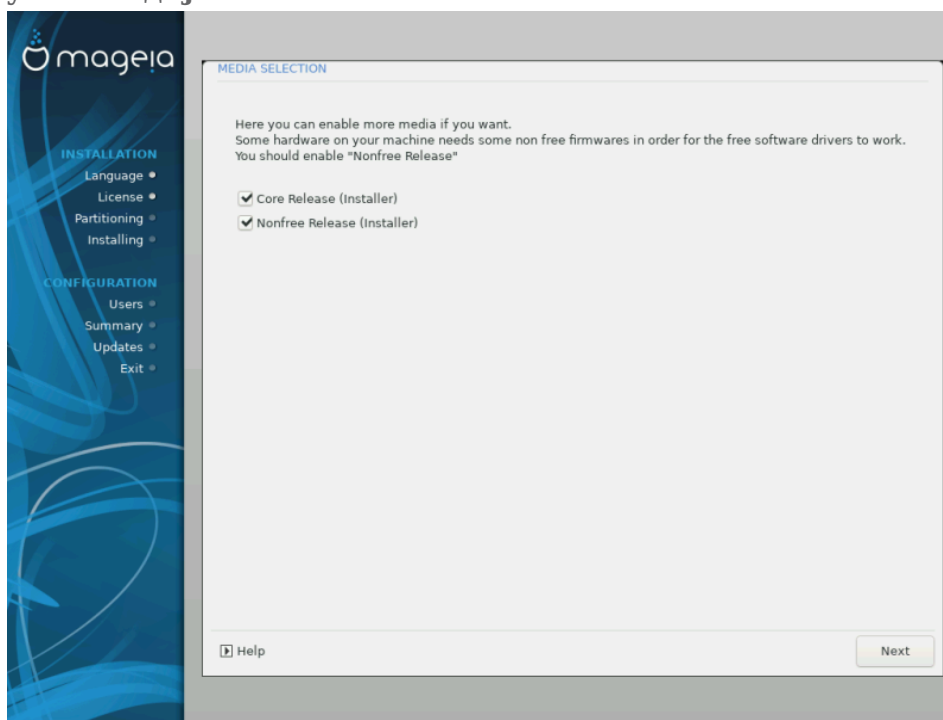 mageia
MEDIA SELECTION
Here you can enable more media if you want.
Some hardware on your machine needs some non free firmwares in order for the free software drivers to work.
You should enable "Nonfree Release"
Core Release (Installer)
Nonfree Release (Installer)
INSTALLATION
Language
License
Partitioning
Installing
CONFIGURATION
Users
Summary
Updates
Exit
Help
Next